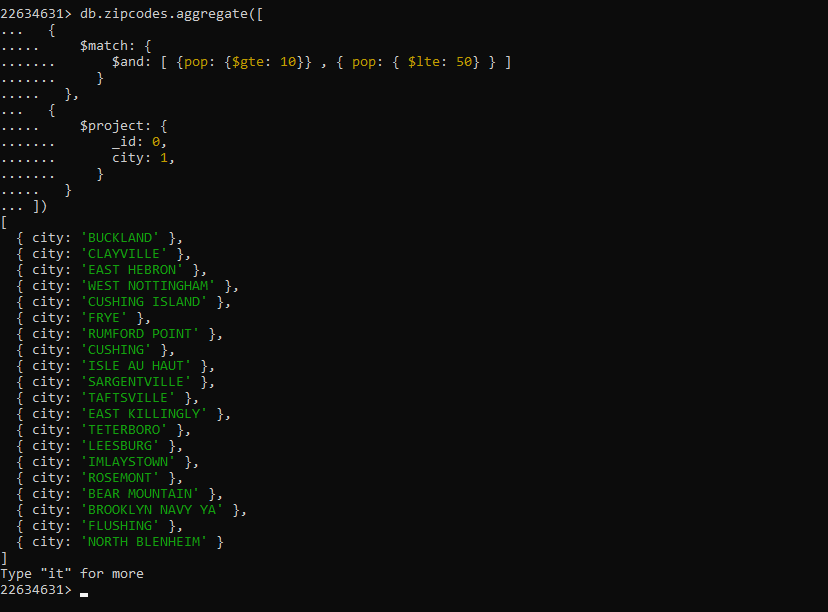 22634631> db.zipcodes.aggregate([
...   {
.....     $match: {
.......       $and: [ {pop: {$gte: 10}} , { pop: { $lte: 50} } ]
.......     }
.....   },
...   {
.....     $project: {
.......       _id: 0,
.......       city: 1,
.......     }
.....   }
... ])
[
  { city: 'BUCKLAND' },
  { city: 'CLAYVILLE' },
  { city: 'EAST HEBRON' },
  { city: 'WEST NOTTINGHAM' },
  { city: 'CUSHING ISLAND' },
  { city: 'FRYE' },
  { city: 'RUMFORD POINT' },
  { city: 'CUSHING' },
  { city: 'ISLE AU HAUT' },
  { city: 'SARGENTVILLE' },
  { city: 'TAFTSVILLE' },
  { city: 'EAST KILLINGLY' },
  { city: 'TETERBORO' },
  { city: 'LEESBURG' },
  { city: 'IMLAYSTOWN' },
  { city: 'ROSEMONT' },
  { city: 'BEAR MOUNTAIN' },
  { city: 'BROOKLYN NAVY YA' },
  { city: 'FLUSHING' },
  { city: 'NORTH BLENHEIM' }
]
Type "it" for more
22634631>